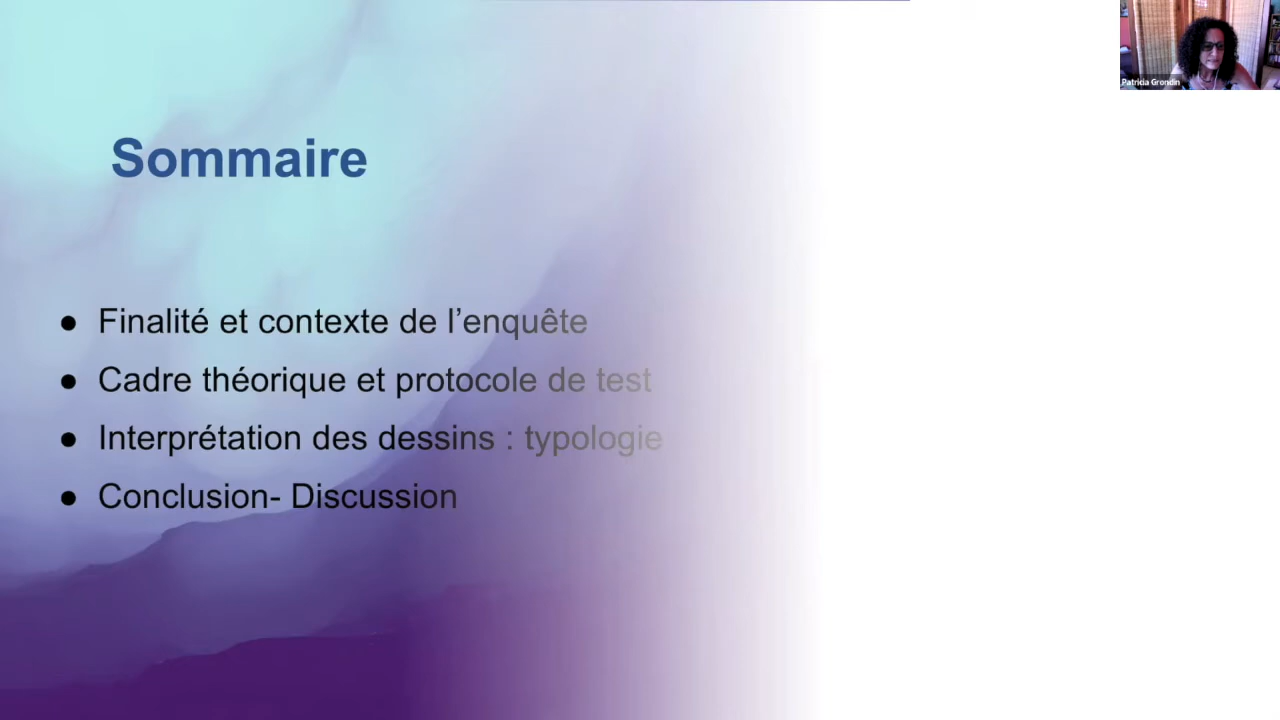 Sommaire
● Finalité et contexte de l’enquête
● Cadre théorique et protocole de test
● Interprétation des dessins : typologie
● Conclusion- Discussion
Patricia Grondin